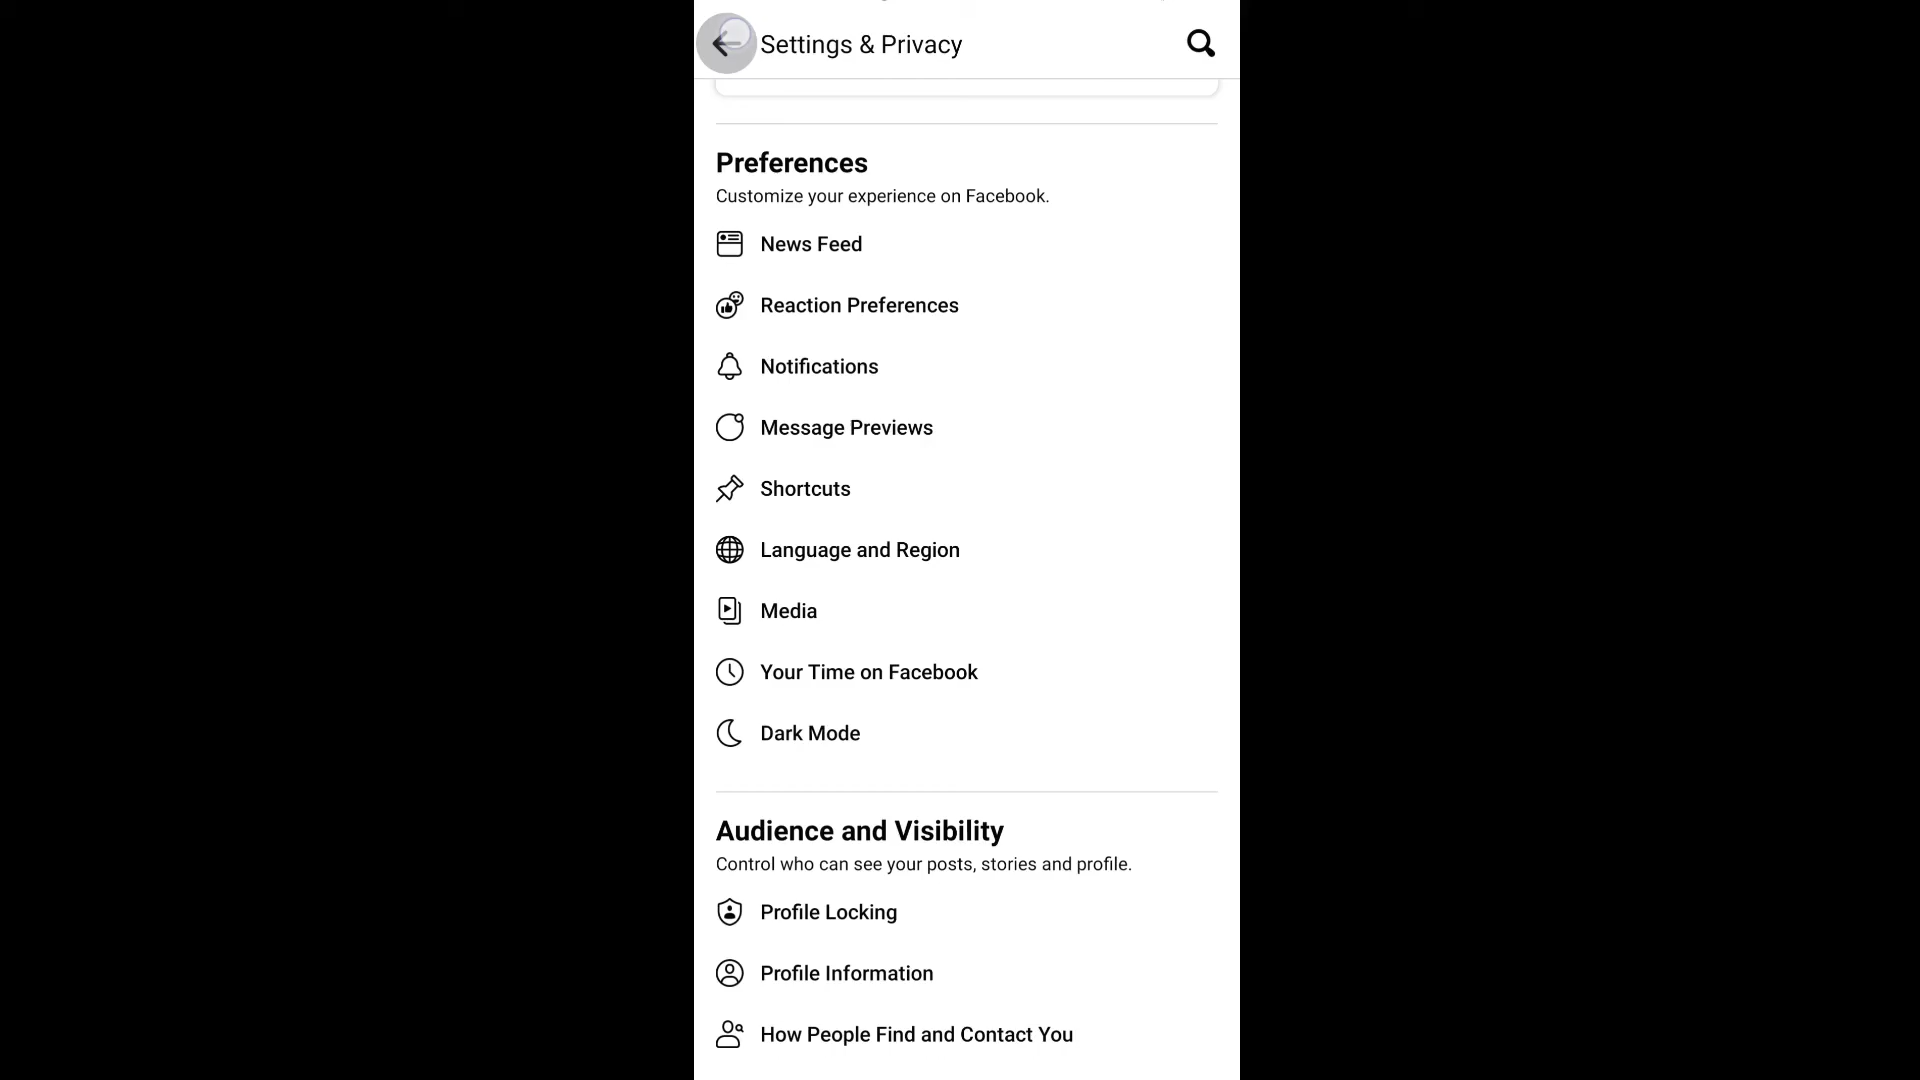 Settings & Privacy
Preferences
Customize your experience on Facebook.
News Feed
Reaction Preferences
Notifications
Message Previews
Shortcuts
Language and Region
Media
Your Time on Facebook
Dark Mode
Audience and Visibility
Control who can see your posts, stories and profile.
Profile Locking
Profile Information
How People Find and Contact You